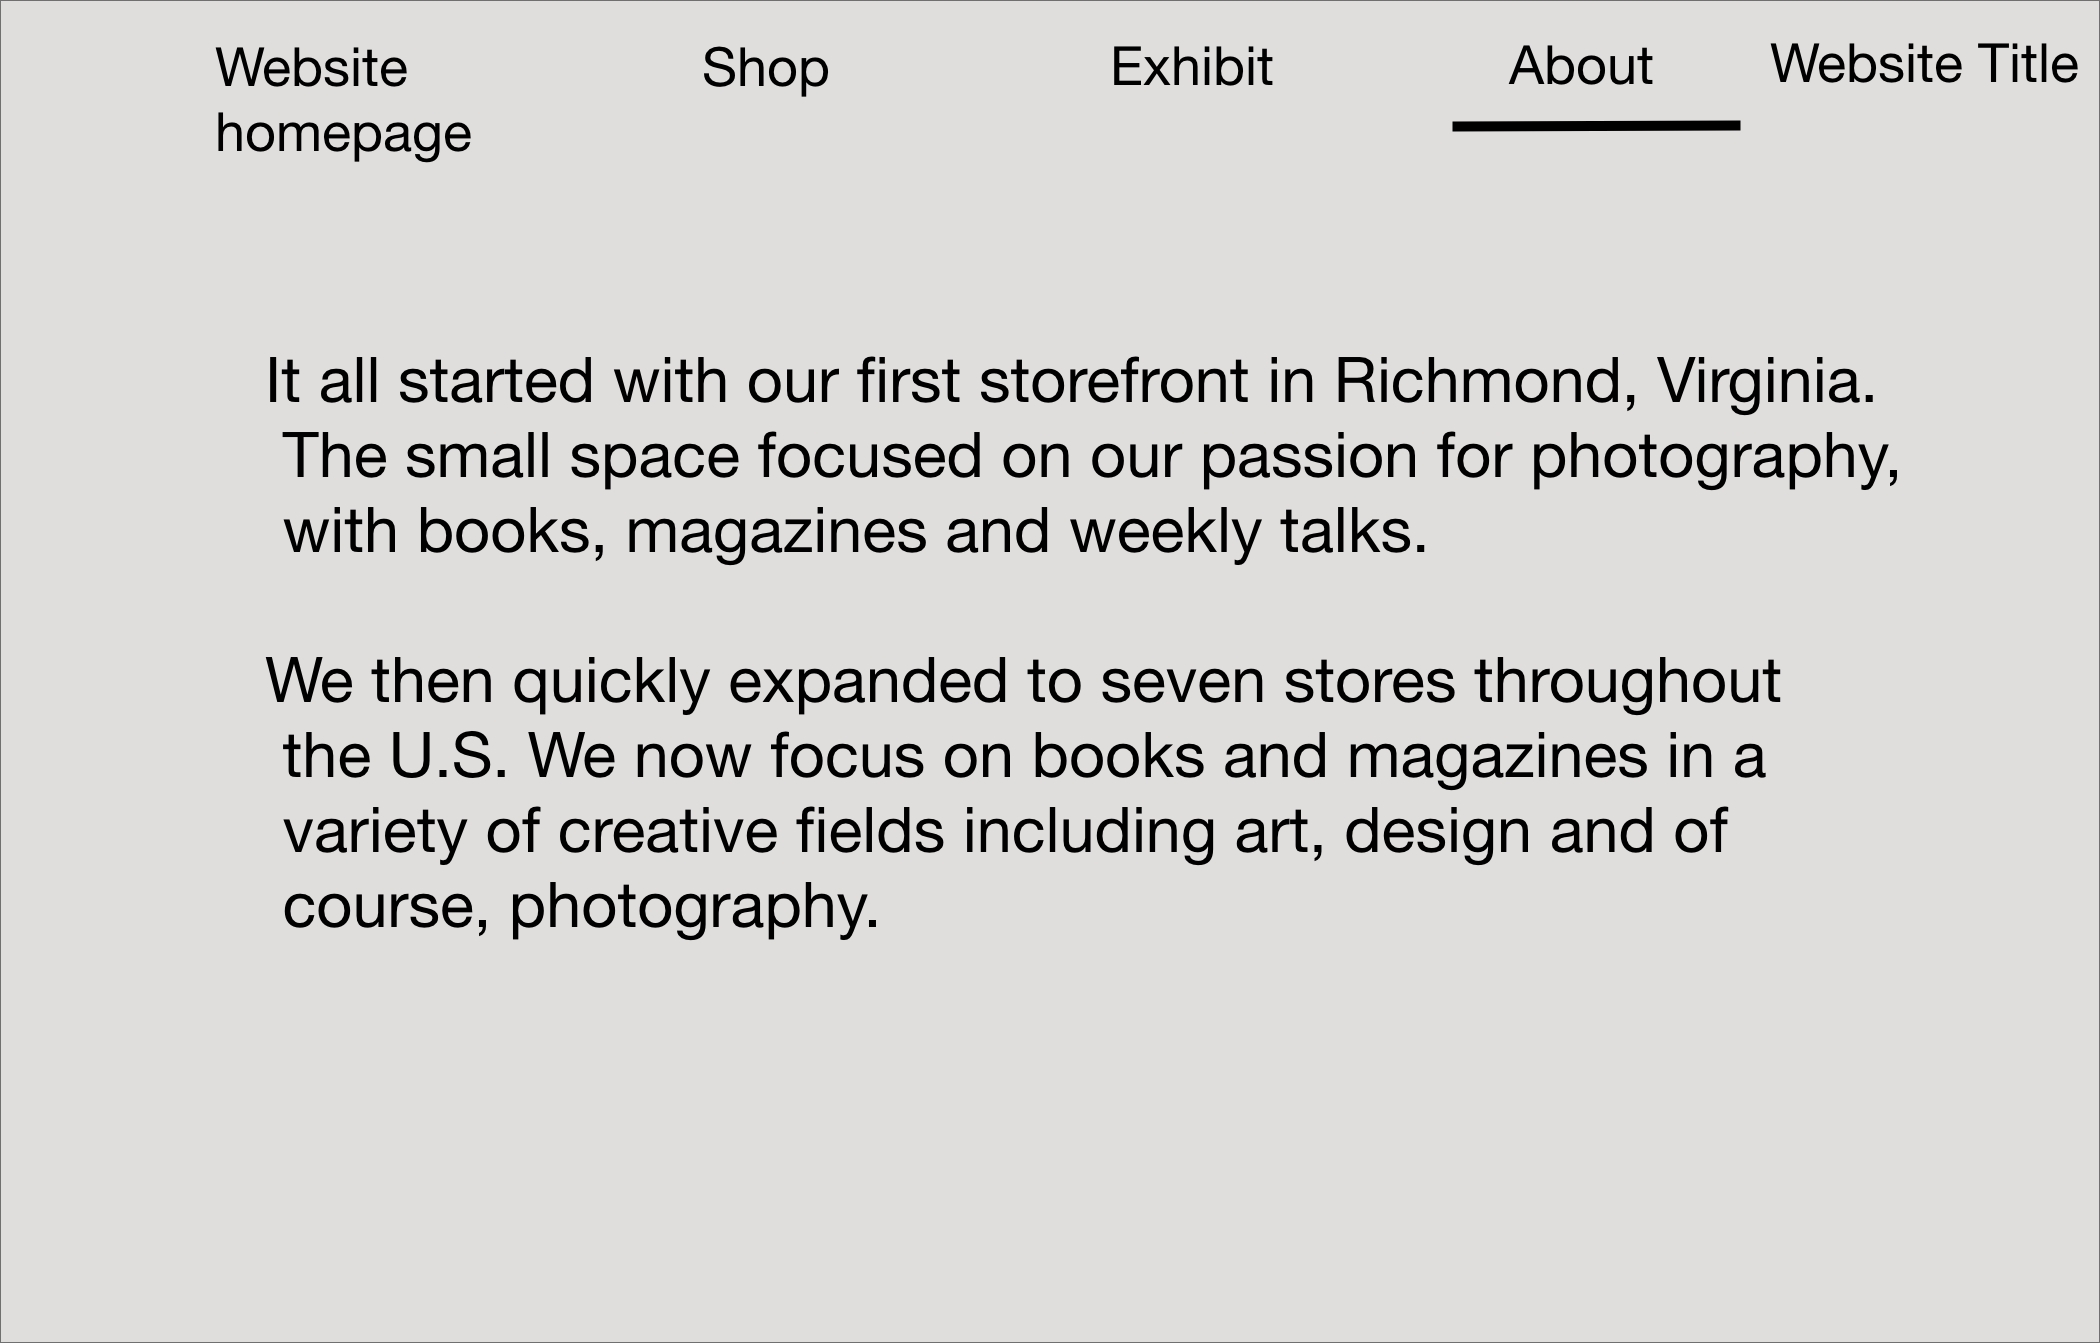 Website
homepage
Shop
Exhibit
About
Website Title
It all started with our first storefront in Richmond, Virginia.
The small space focused on our passion for photography,
with books, magazines and weekly talks.
We then quickly expanded to seven stores throughout
the U.S. We now focus on books and magazines in a
variety of creative fields including art, design and of
course, photography.